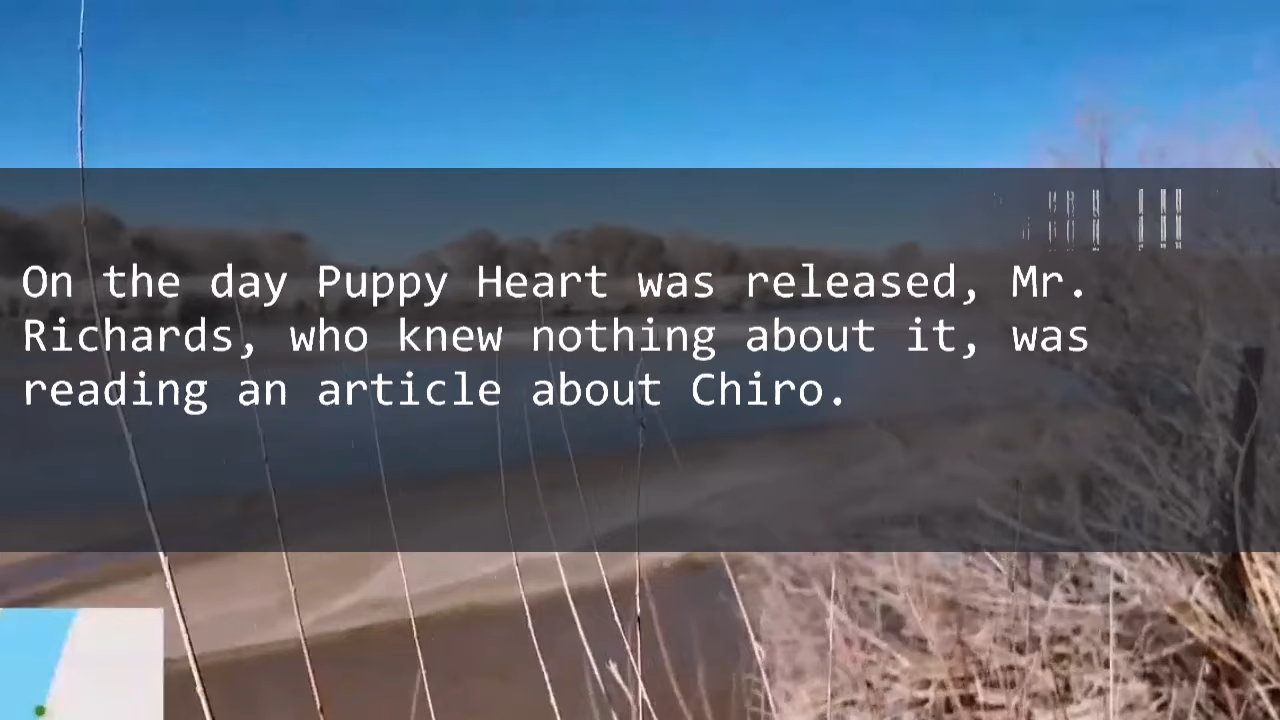 On the day Puppy Heart was released, Mr.
Richards, who knew nothing about it, was
reading an article about Chiro.